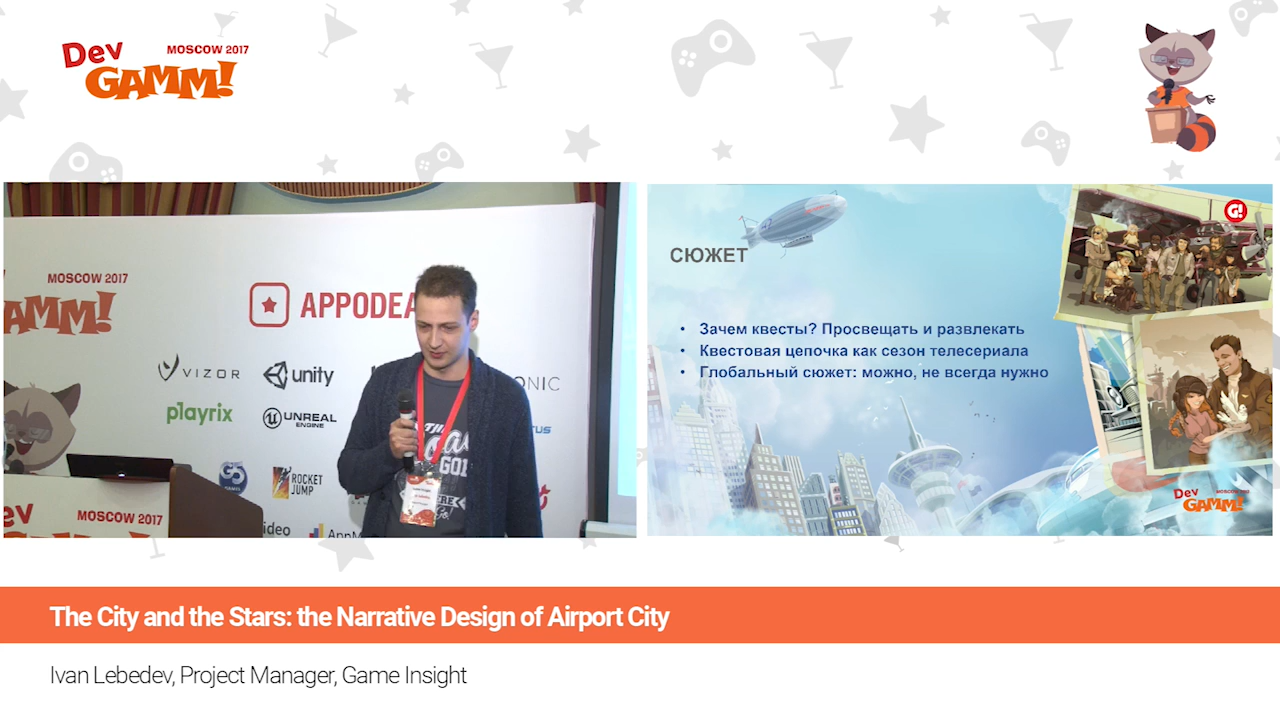 Dev
GAMM!
MOSCOW 2017
MOSCOW 2017
GAMM!
APPODEA
VIZOR
unity
playrix
UNREAL
ENGINE
ROCKET
JUMP
MOSCOW 2017
G!
СЮЖЕТ
• Зачем квесты? Просвещать и развлекать
• Квестовая цепочка как сезон телесериала
• Глобальный сюжет: можно, не всегда нужно
Dev
GAMM!
The City and the Stars: the Narrative Design of Airport City
Ivan Lebedev, Project Manager, Game Insight